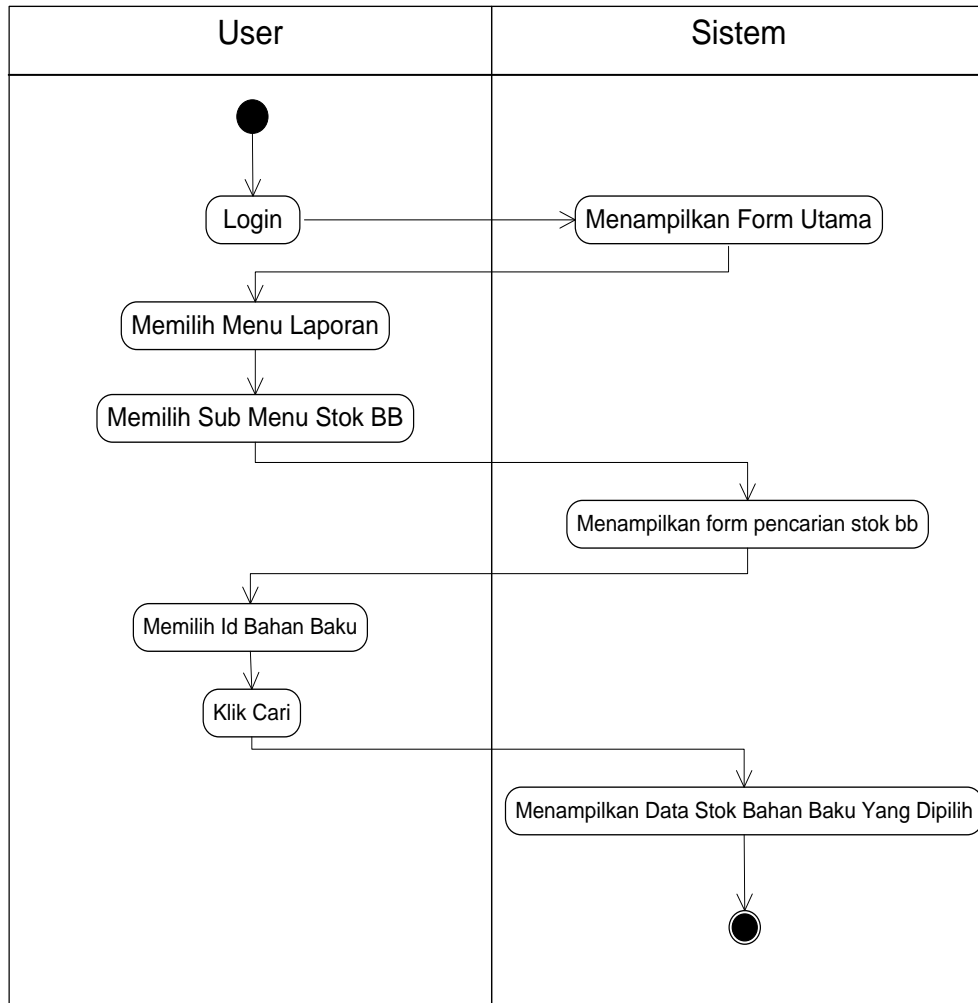 User
Sistem
Login
Menampilkan Form Utama
Memilih Menu Laporan
Memilih Sub Menu Stok BB
Menampilkan form pencarian stok bb
Memilih Id Bahan Baku
Klik Cari
Menampilkan Data Stok Bahan Baku Yang Dipilih